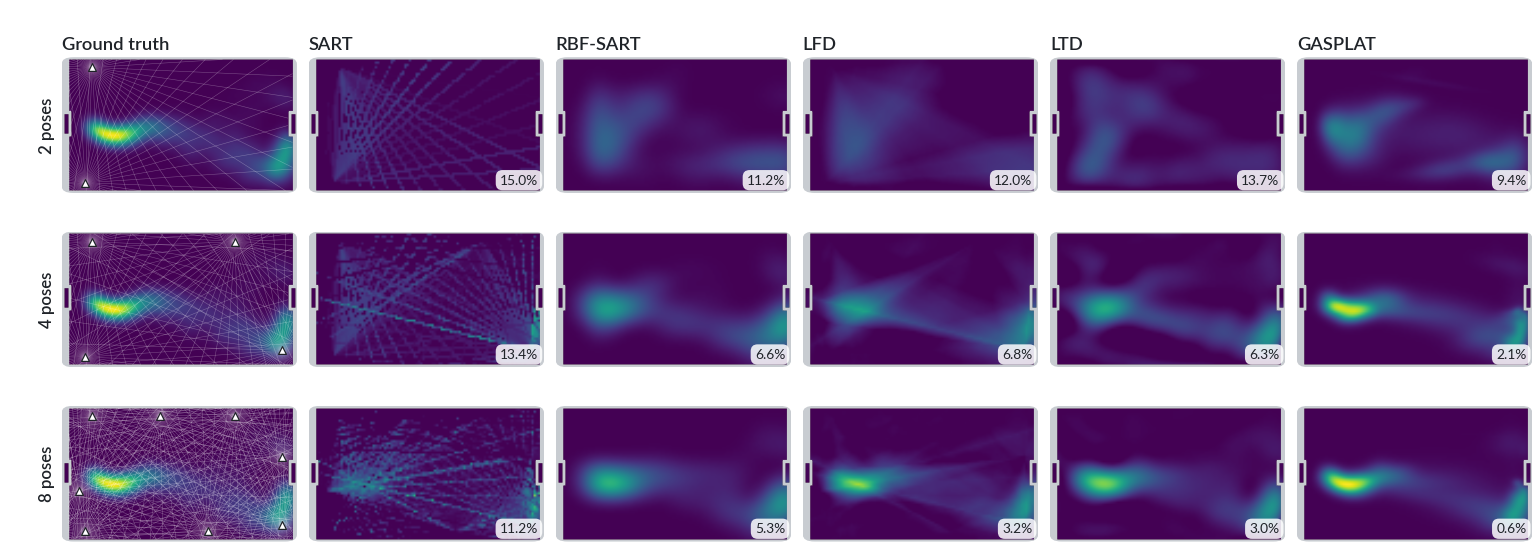 Ground truth SART RBF-SART LFD LTD GASPLAT
2 poses
15.0% 11.2% 12.0% 13.7% 9.4%
4 poses
13.4% 6.6% 6.8% 6.3% 2.1%
8 poses
11.2% 5.3% 3.2% 3.0% 0.6%